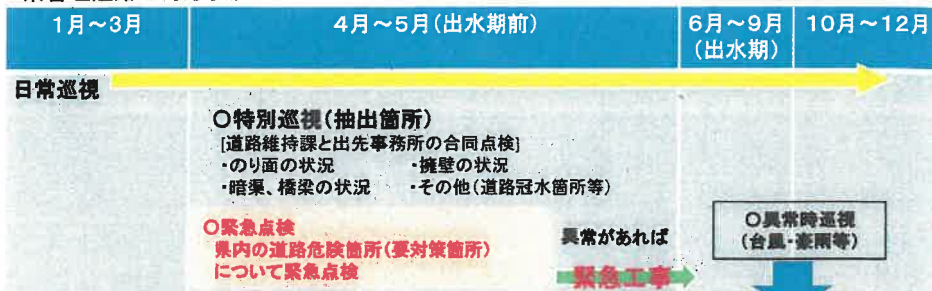 1月～3月
4月～5月(出水期前)
6月～9月
(出水期)
10月～12月
日常巡視
〇特別巡視(抽出箇所)
[道路維持課と出先事務所の合同点検]
・のり面の状況 ・擁壁の状況
・暗渠、橋梁の状況 ・その他(道路冠水箇所等)
〇緊急点検
県内の道路危険箇所(要対策箇所)
について緊急点検
異常があれば
緊急工事
〇異常時巡視
(台風・豪雨等)